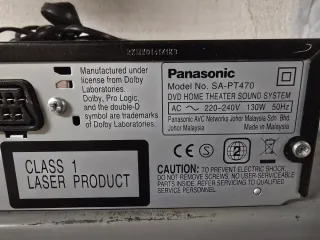 Manufactured under
license from Dolby
Laboratories.
Dolby, Pro Logic,
and the double-D
symbol are trademarks
of Dolby Laboratories.
Panasonic
Model No. SA-PT470
DVD HOME THEATER SOUND SYSTEM
AC ~ 220-240V 130W 50Hz
Panasonic AVC Networks Johor Malaysia Sdn. Bhd.
Johor Malaysia Made in Malaysia
CLASS 1
LASER PRODUCT
CE
2
CAUTION: TO PREVENT ELECTRIC SHOCK,
DO NOT REMOVE SCREWS, NO USER-SERVICEABLE
PARTS INSIDE. REFER SERVICING TO QUALIFIED
SERVICE PERSONNEL.